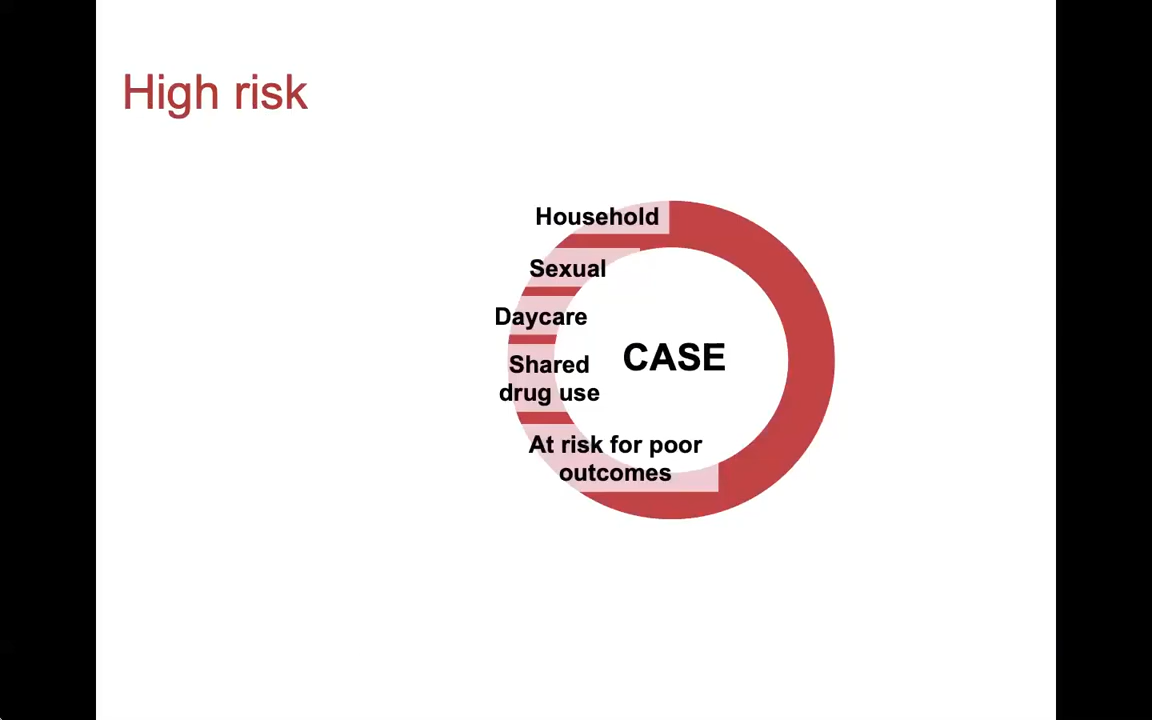 High risk
Household
Sexual
Daycare
Shared
drug use
CASE
At risk for poor
outcomes